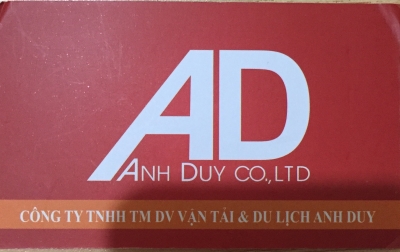 AD
ANH DUY CO.,LTD
CÔNG TY TNHH TM DV VẬN TẢI & DU LỊCH ANH DUY